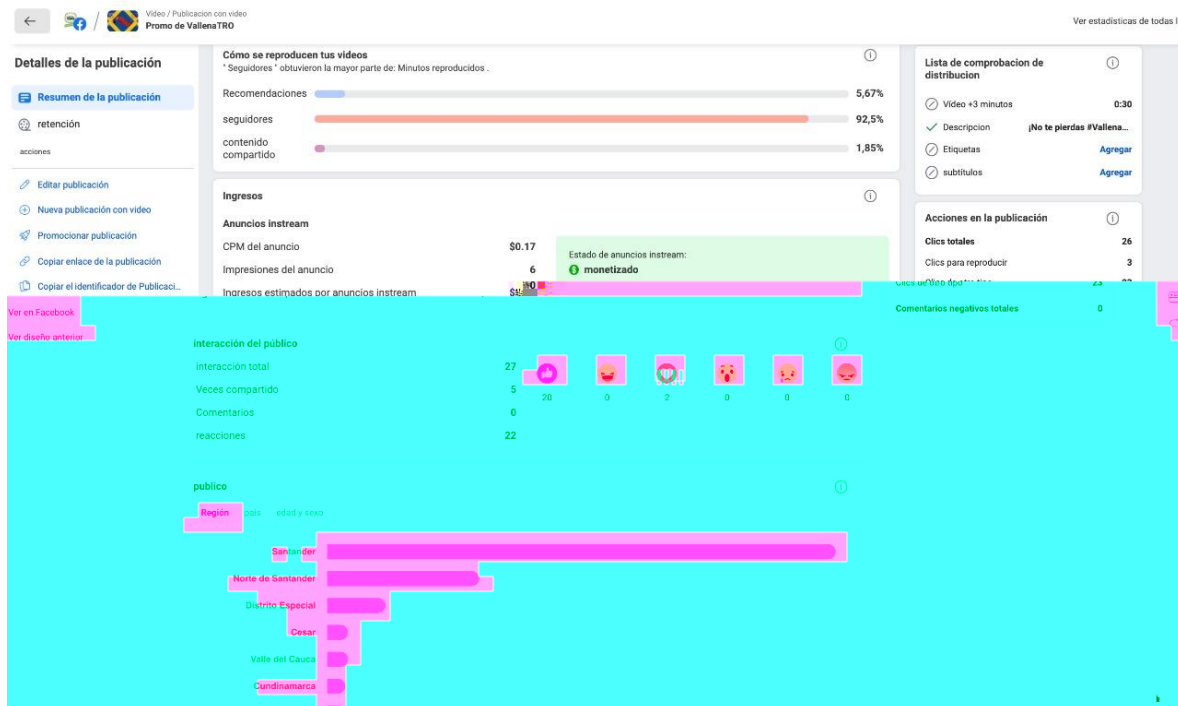 Vídeo / Publicacion con video
Promo de VallenaTRO
Ver estadísticas de todas l
Detalles de la publicación
Resumen de la publicación
retención
acciones
Editar publicación
Nueva publicación con video
Promocionar publicación
Copiar enlace de la publicación
Copiar el identificador de Publicaci...
Ver en Facebook
Ver diseño anterior
Cómo se reproducen tus videos
" Seguidores " obtuvieron la mayor parte de: Minutos reproducidos .
Recomendaciones 5,67%
seguidores 92,5%
contenido compartido 1,85%
Ingresos
Anuncios instream
CPM del anuncio $0.17
Impresiones del anuncio 6
Ingresos estimados por anuncios instream
Estado de anuncios instream:
monetizado
interacción del público
interacción total 27
Veces compartido 5
Comentarios 0
reacciones 22
20 0 2 0 0 0
publico
Región país edad y sexo
Santander
Norte de Santander
Distrito Especial
Cesar
Valle del Cauca
Cundinamarca
Lista de comprobacion de
distribucion
Vídeo +3 minutos 0:30
Descripcion ¡No te pierdas #Vallena...
Etiquetas Agregar
subtítulos Agregar
Acciones en la publicación
Clics totales 26
Clics para reproducir 3
Clics de otro tipo 23
Comentarios negativos totales 0